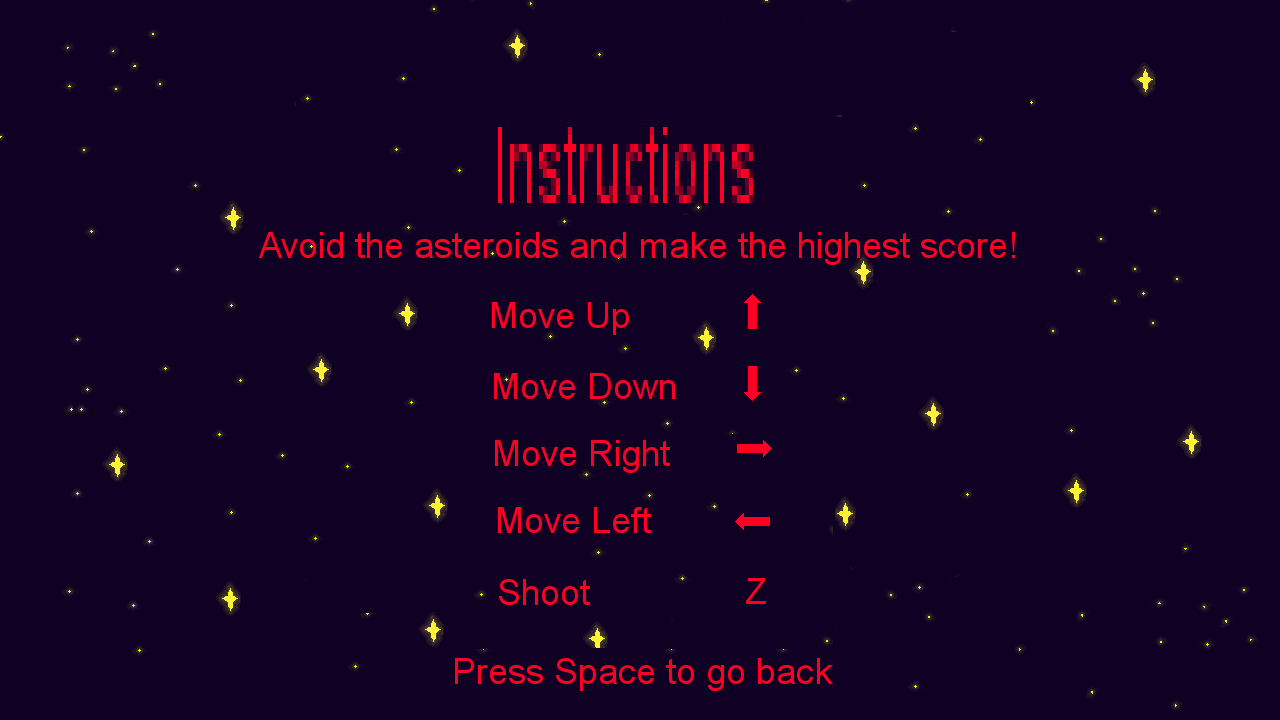 Instructions
Avoid the asteroids and make the highest score!
Move Up ⬆
Move Down ⬇
Move Right ➡
Move Left ⬅
Shoot Z
Press Space to go back